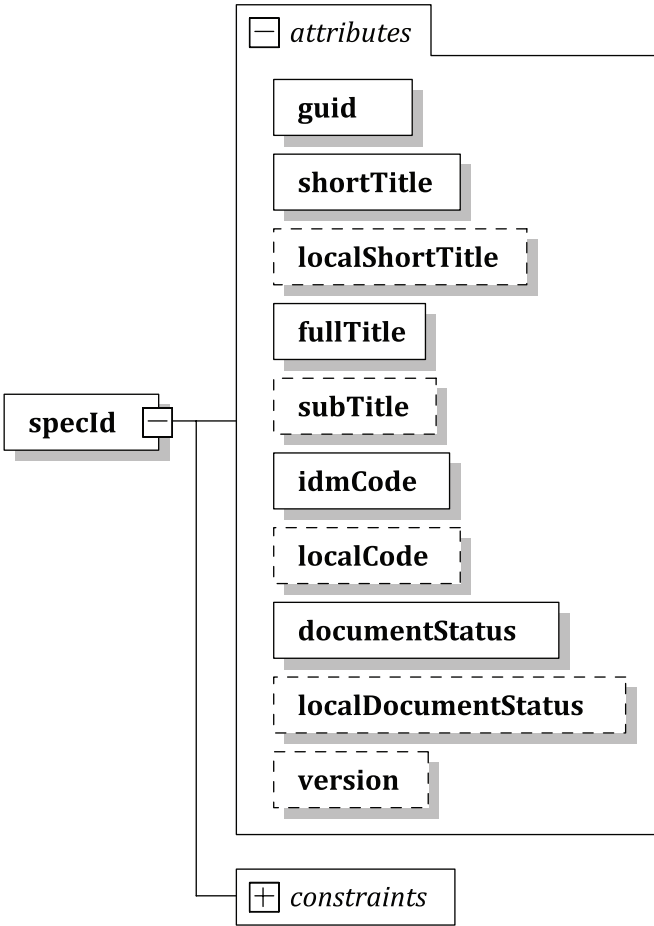 attributes
guid
shortTitle
localShortTitle
fullTitle
subTitle
specId
idmCode
localCode
documentStatus
localDocumentStatus
version
constraints